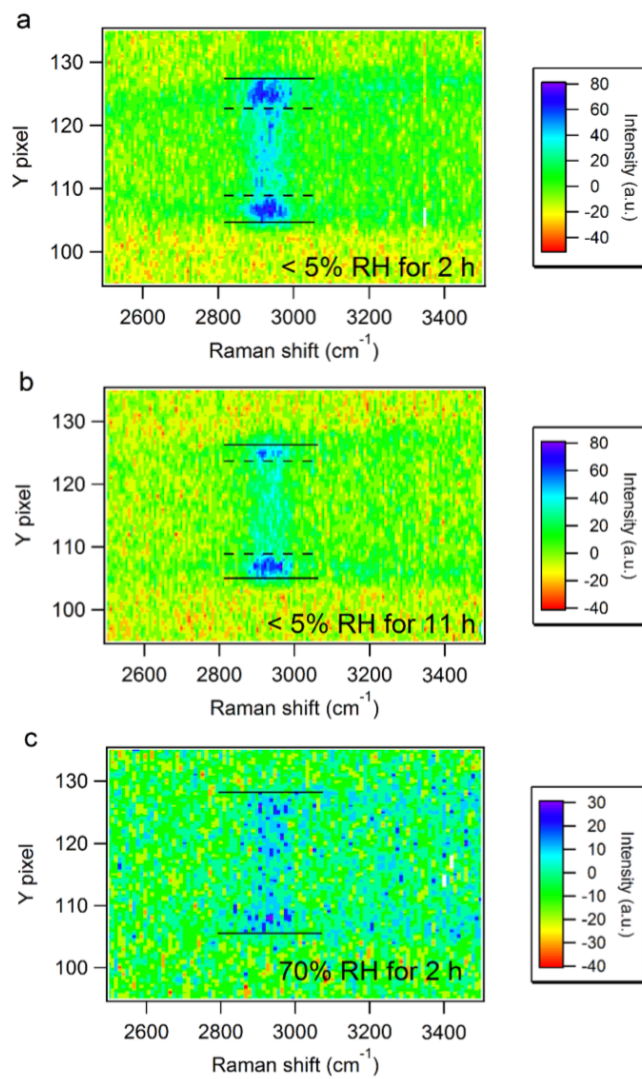 a
130
120
110
100
Y pixel
2600 2800 3000 3200 3400
Raman shift (cm-1)
< 5% RH for 2 h
80
60
40
20
0
-20
-40
Intensity (a.u.)
b
130
120
110
100
Y pixel
2600 2800 3000 3200 3400
Raman shift (cm-1)
< 5% RH for 11 h
80
60
40
20
0
-20
-40
Intensity (a.u.)
c
130
120
110
100
Y pixel
2600 2800 3000 3200 3400
Raman shift (cm-1)
70% RH for 2 h
30
20
10
0
-10
-20
-30
-40
Intensity (a.u.)